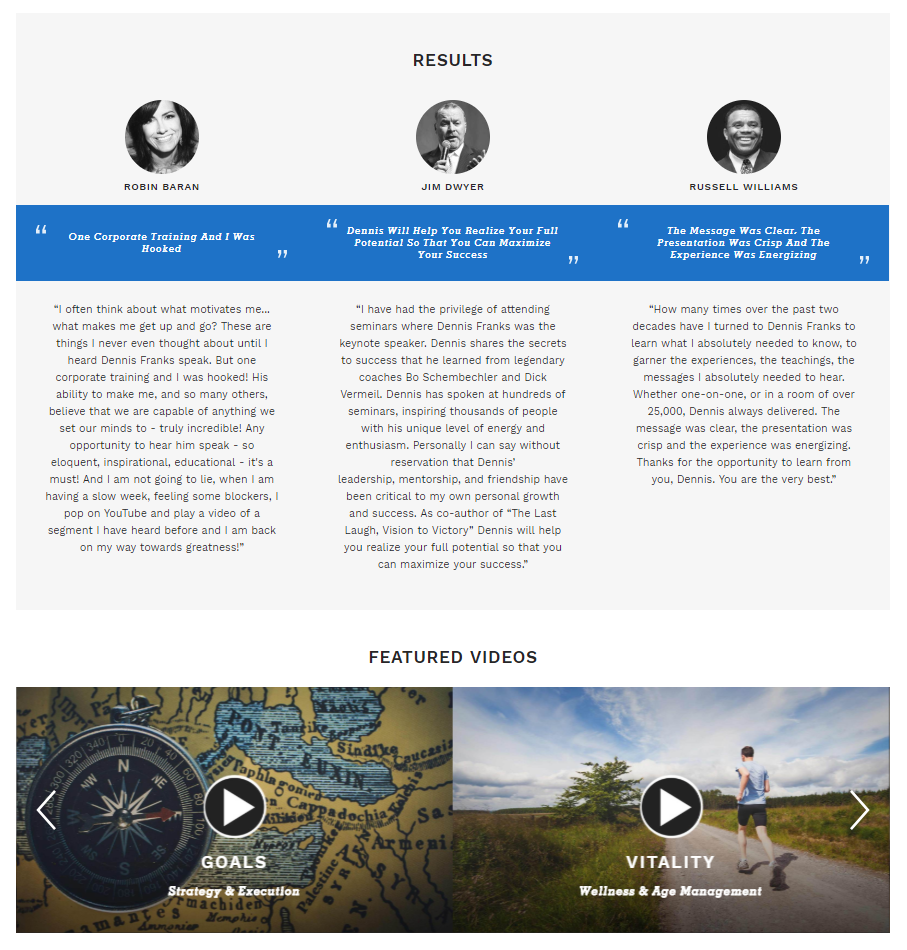 RESULTS
ROBIN BARAN
JIM DWYER
RUSSELL WILLIAMS
“
One Corporate Training And I Was
Hooked
”
“
Dennis Will Help You Realize Your Full
Potential So That You Can Maximize
Your Success
”
“
The Message Was Clear. The
Presentation Was Crisp And The
Experience Was Energizing
”
“I often think about what motivates me...
what makes me get up and go? These are
things I never even thought about until I
heard Dennis Franks speak. But one
corporate training and I was hooked! His
ability to make me, and so many others,
believe that we are capable of anything we
set our minds to - truly incredible! Any
opportunity to hear him speak - so
eloquent, inspirational, educational - it's a
must! And I am not going to lie, when I am
having a slow week, feeling some blockers, I
pop on YouTube and play a video of a
segment I have heard before and I am back
on my way towards greatness!”
“I have had the privilege of attending
seminars where Dennis Franks was the
keynote speaker. Dennis shares the secrets
to success that he learned from legendary
coaches Bo Schembechler and Dick
Vermeil. Dennis has spoken at hundreds of
seminars, inspiring thousands of people
with his unique level of energy and
enthusiasm. Personally I can say without
reservation that Dennis’
leadership, mentorship, and friendship have
been critical to my own personal growth
and success. As co-author of “The Last
Laugh, Vision to Victory” Dennis will help
you realize your full potential so that you
can maximize your success.”
“How many times over the past two
decades have I turned to Dennis Franks to
learn what I absolutely needed to know, to
garner the experiences, the teachings, the
messages I absolutely needed to hear.
Whether one-on-one, or in a room of over
25,000, Dennis always delivered. The
message was clear, the presentation was
crisp and the experience was energizing.
Thanks for the opportunity to learn from
you, Dennis. You are the very best.”
FEATURED VIDEOS
PONT
EUXIN
Sindike
Caucasia
Paphlagonien
Cappadochia
Kolchis
Armeni
Memphis
N
NE
NW
S
GOALS
Strategy & Execution
VITALITY
Wellness & Age Management